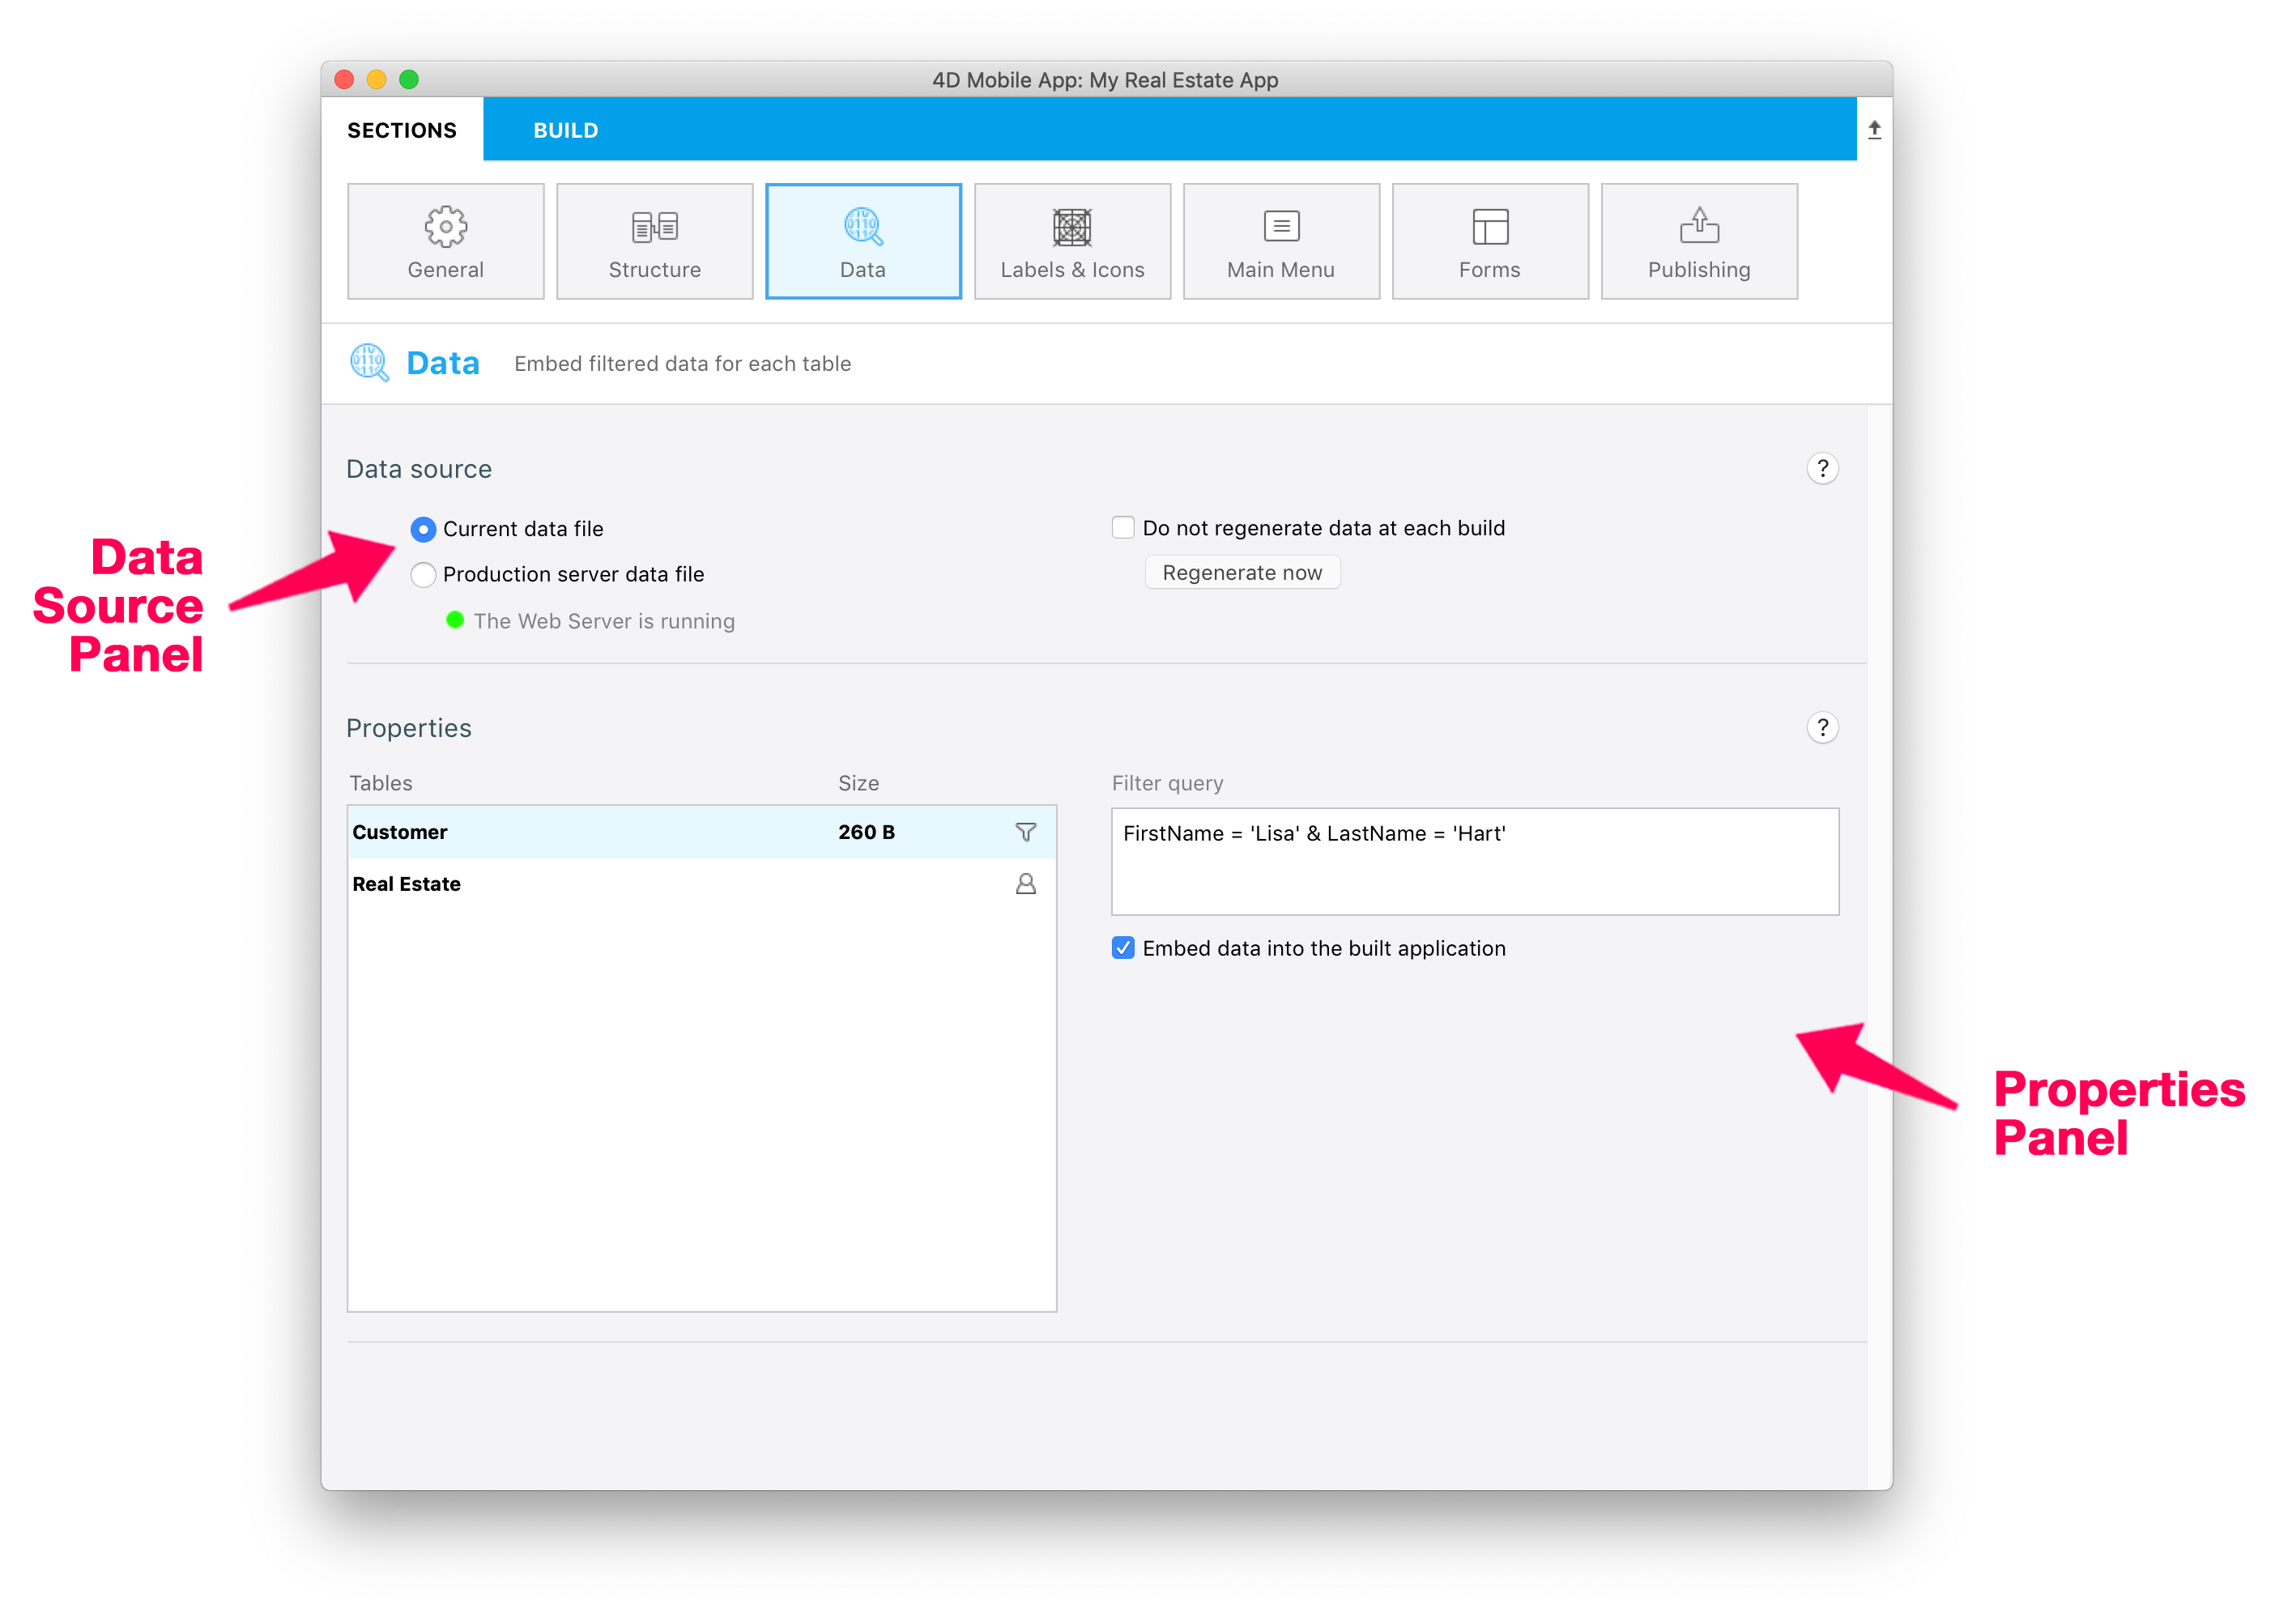 4D Mobile App: My Real Estate App
SECTIONS BUILD
General Structure Data Labels & Icons Main Menu Forms Publishing
Data Embed filtered data for each table
Data source ?
Current data file Do not regenerate data at each build
Production server data file Regenerate now
The Web Server is running
Data
Source
Panel
Properties ?
Tables Size Filter query
Customer 260 B FirstName = 'Lisa' & LastName = 'Hart'
Real Estate
Embed data into the built application
Properties
Panel